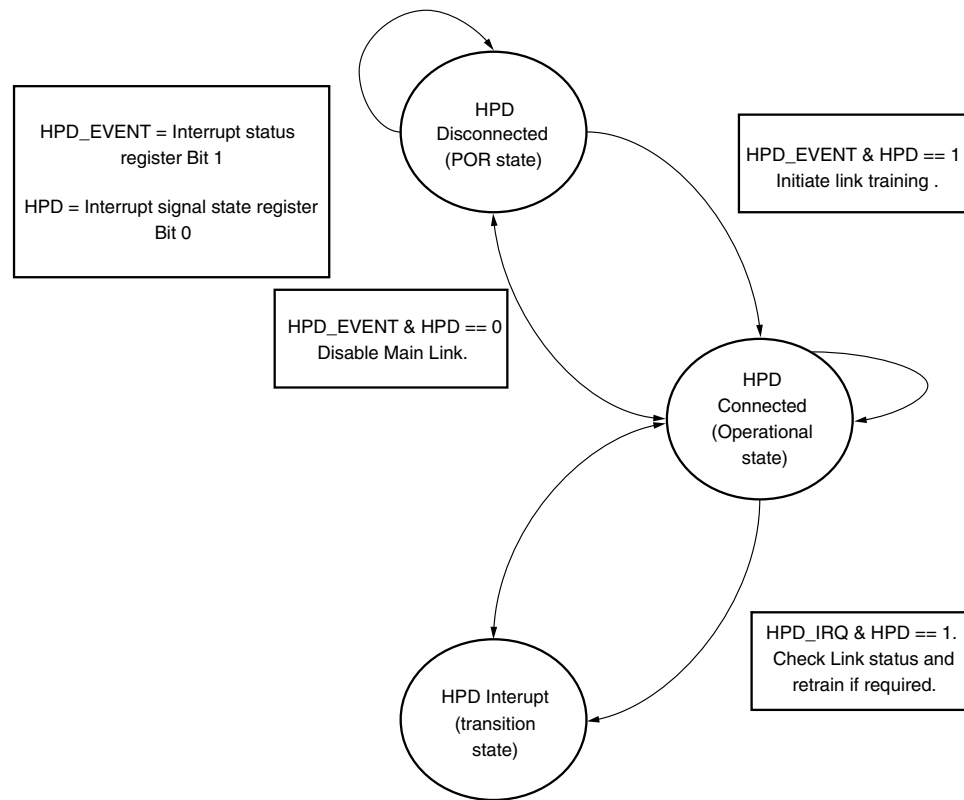 HPD
Disconnected
(POR state)
HPD_EVENT = Interrupt status
register Bit 1
HPD = Interrupt signal state register
Bit 0
HPD_EVENT & HPD == 1
Initiate link training .
HPD_EVENT & HPD == 0
Disable Main Link.
HPD
Connected
(Operational
state)
HPD_IRQ & HPD == 1.
Check Link status and
retrain if required.
HPD Interupt
(transition
state)